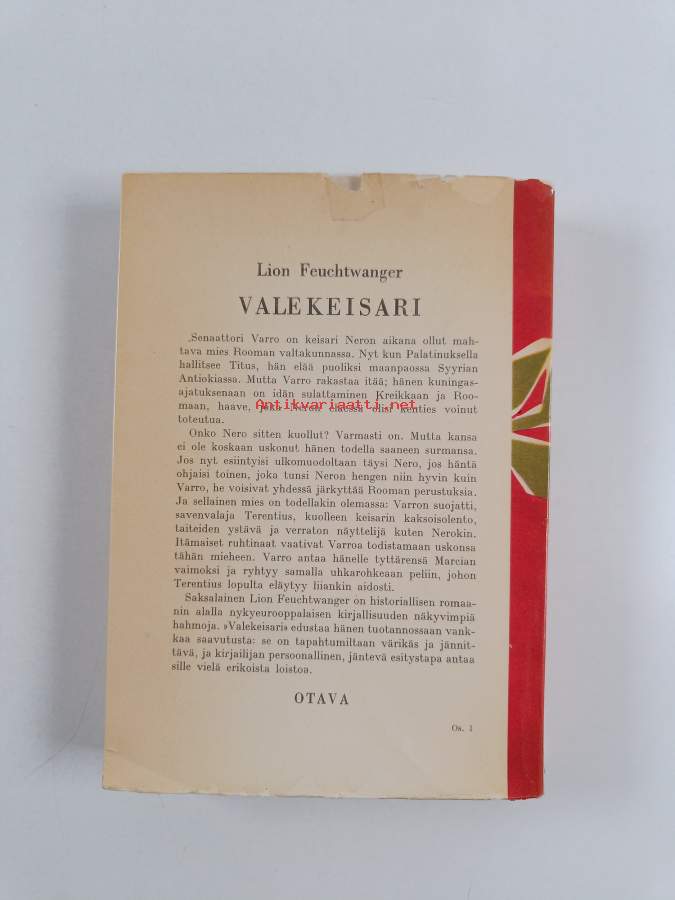 Lion Feuchtwanger
VALEKEISARI
Senaattori Varro on keisari Neron aikana ollut mah-
tava mies Rooman valtakunnassa. Nyt kun Palatinuksella
hallitsee Titus, hän elää puoliksi maanpaossa Syyrian
Antiokiassa. Mutta Varro rakastaa itää; hänen kuningas-
ajatuksenaan on idän sulattaminen Kreikkaan ja Roo-
maan, haave, joka Neron eläessä olisi kenties voinut
Antikvariaatti.net
toteutua.
Onko Nero sitten kuollut? Varmasti on. Mutta kansa
ei ole koskaan uskonut hänen todella saaneen surmansa.
Jos nyt esiintyisi ulkomuodoltaan täysi Nero, jos häntä
ohjaisi toinen, joka tunsi Neron hengen niin hyvin kuin
Varro, he voisivat yhdessä järkyttää Rooman perustuksia.
Ja sellainen mies on todellakin olemassa: Varron suojatti,
savenvalaja Terentius, kuolleen keisarin kaksoisolento,
taiteiden ystävä ja verraton näyttelijä kuten Nerokin.
Itämaiset ruhtinaat vaativat Varroa todistamaan uskonsa
tähän mieheen. Varro antaa hänelle tyttärensä Marcian
vaimoksi ja ryhtyy samalla uhkarohkeaan peliin, johon
Terentius lopulta eläytyy liiankin aidosti.
Saksalainen Lion Feuchtwanger on historiallisen romaa-
nin alalla nykyeurooppalaisen kirjallisuuden näkyvimpiä
hahmoja. »Valekeisari» edustaa hänen tuotannossaan vank-
kaa saavutusta: se on tapahtumiltaan värikäs ja jännit-
tävä, ja kirjailijan persoonallinen, jäntevä esitystapa antaa
sille vielä erikoista loistoa.
OTAVA
Os. 1